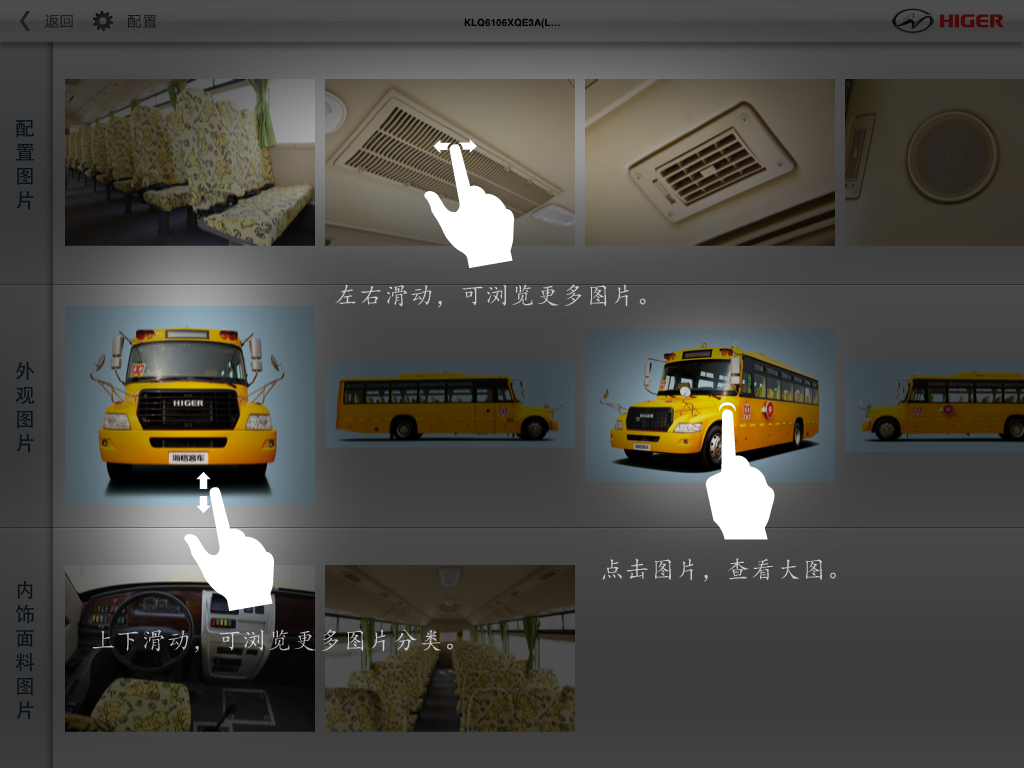 返回
配置
KLQ6106XQE3A(L...
HIGER
配置图片
左右滑动，可浏览更多图片。
外观图片
HIGER
海格客车
HIGER
点击图片，查看大图。
内饰面料图片
上下滑动，可浏览更多图片分类。